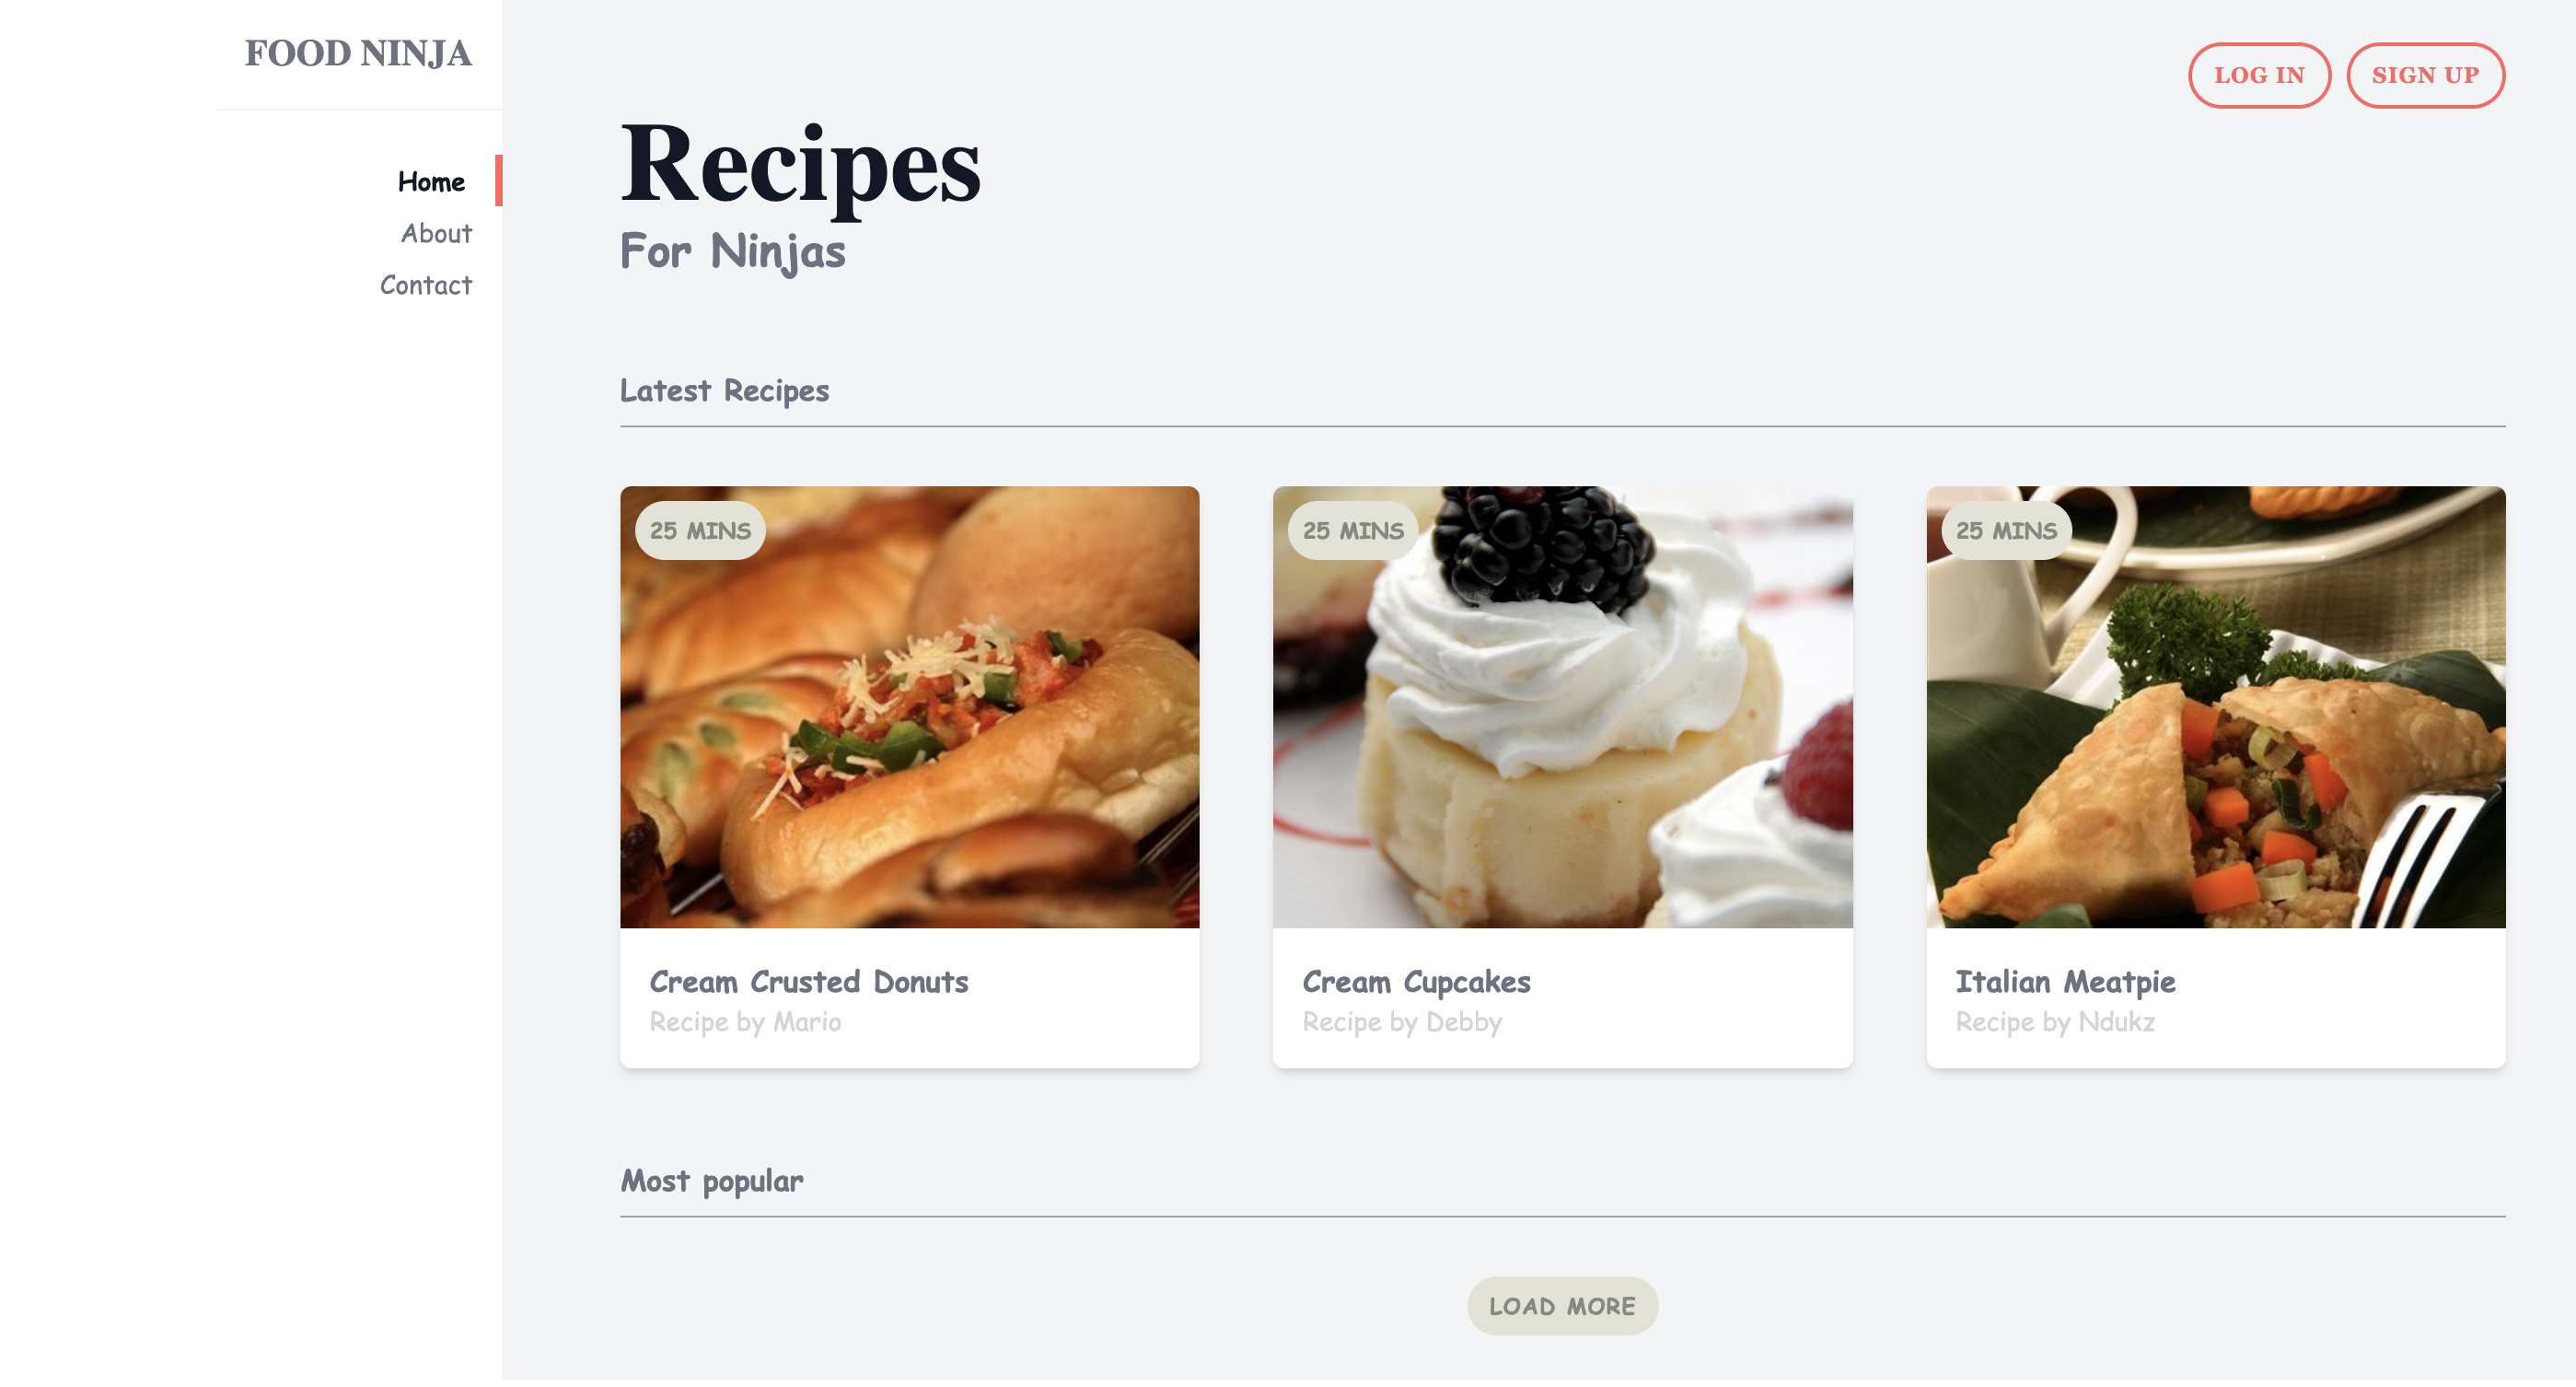 FOOD NINJA
Home
About
Contact
LOG IN
SIGN UP
Recipes
For Ninjas
Latest Recipes
25 MINS
25 MINS
25 MINS
Cream Crusted Donuts
Recipe by Mario
Cream Cupcakes
Recipe by Debby
Italian Meatpie
Recipe by Ndukz
Most popular
LOAD MORE